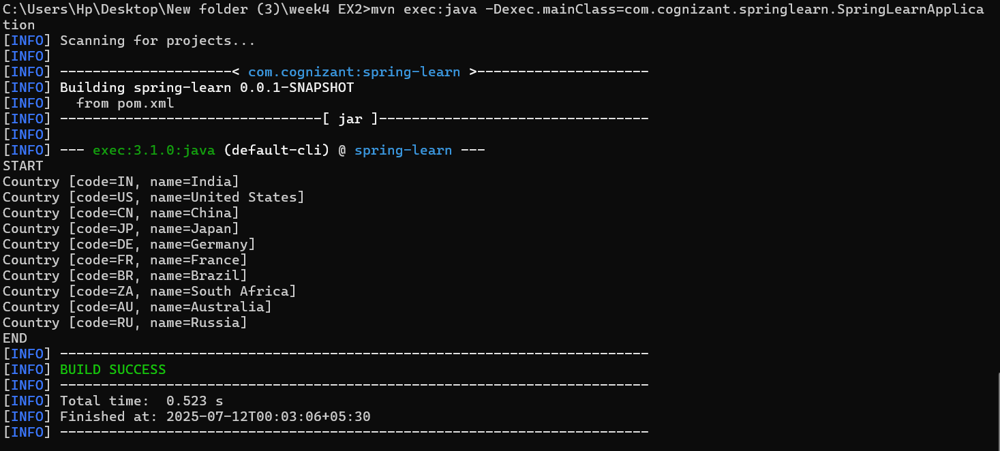 C:\Users\Hp\Desktop\New folder (3)\week4 EX2>mvn exec:java -Dexec.mainClass=com.cognizant.springlearn.SpringLearnApplica
tion
[INFO] Scanning for projects...
[INFO]
[INFO] ---------------------< com.cognizant:spring-learn >---------------------
[INFO] Building spring-learn 0.0.1-SNAPSHOT
[INFO]   from pom.xml
[INFO] --------------------------------[ jar ]---------------------------------
[INFO]
[INFO] --- exec:3.1.0:java (default-cli) @ spring-learn ---
START
Country [code=IN, name=India]
Country [code=US, name=United States]
Country [code=CN, name=China]
Country [code=JP, name=Japan]
Country [code=DE, name=Germany]
Country [code=FR, name=France]
Country [code=BR, name=Brazil]
Country [code=ZA, name=South Africa]
Country [code=AU, name=Australia]
Country [code=RU, name=Russia]
END
[INFO] ------------------------------------------------------------------------
[INFO] BUILD SUCCESS
[INFO] ------------------------------------------------------------------------
[INFO] Total time:  0.523 s
[INFO] Finished at: 2025-07-12T00:03:06+05:30
[INFO] ------------------------------------------------------------------------